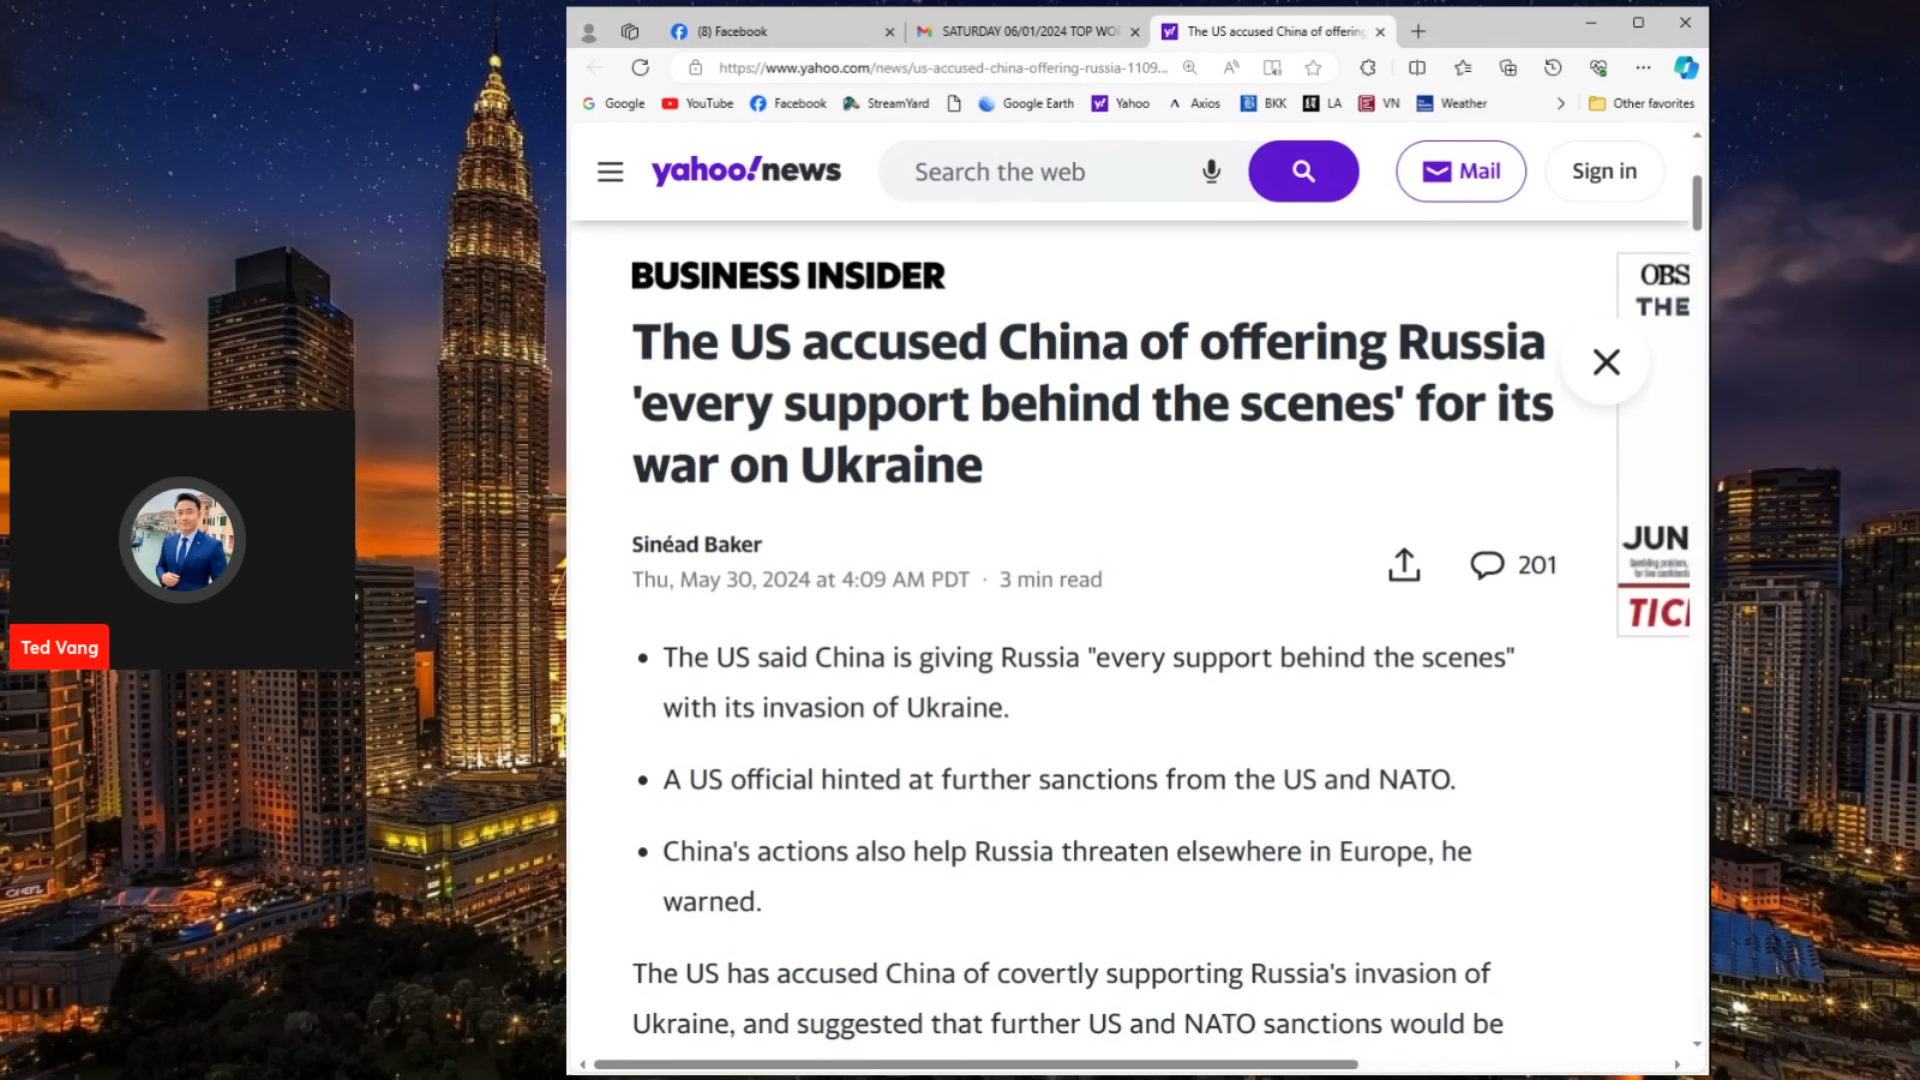 (8) Facebook
SATURDAY 06/01/2024 TOP WO
The US accused China of offering
https://www.yahoo.com/news/us-accused-china-offering-russia-1109...
Google
YouTube
Facebook
StreamYard
Google Earth
Yahoo
Axios
BKK
LA
VN
Weather
Other favorites
yahoo!news
Search the web
Mail
Sign in
BUSINESS INSIDER
The US accused China of offering Russia
'every support behind the scenes' for its
war on Ukraine
Sinéad Baker
Thu, May 30, 2024 at 4:09 AM PDT · 3 min read
201
• The US said China is giving Russia "every support behind the scenes"
with its invasion of Ukraine.
• A US official hinted at further sanctions from the US and NATO.
• China's actions also help Russia threaten elsewhere in Europe, he
warned.
The US has accused China of covertly supporting Russia's invasion of
Ukraine, and suggested that further US and NATO sanctions would be
OBS
THE
JUN
TICI
Ted Vang